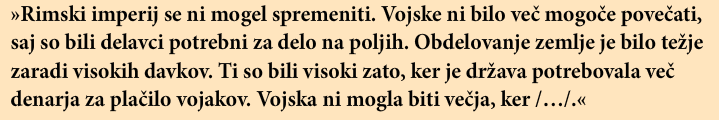 »Rimski imperij se ni mogel spremeniti. Vojske ni bilo več mogoče povečati,
saj so bili delavci potrebni za delo na poljih. Obdelovanje zemlje je bilo težje
zaradi visokih davkov. Ti so bili visoki zato, ker je država potrebovala več
denarja za plačilo vojakov. Vojska ni mogla biti večja, ker /…/.«